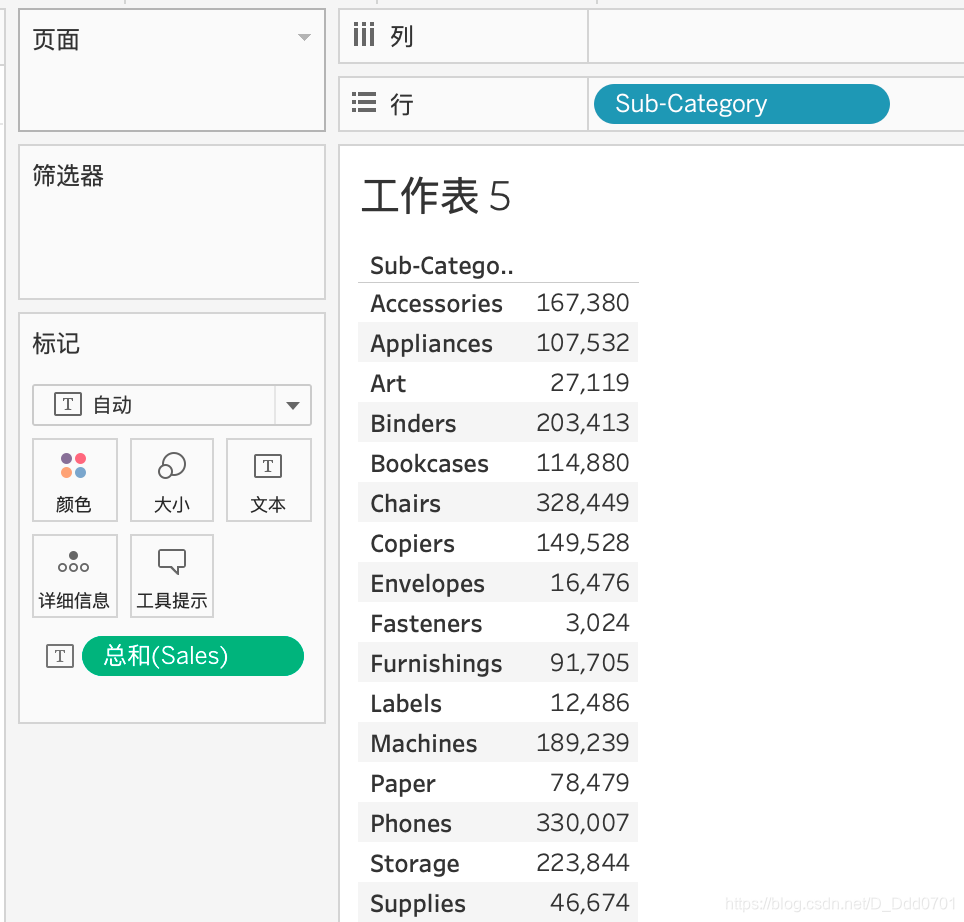 页面
列
行
Sub-Category
筛选器
标记
自动
颜色
大小
文本
详细信息
工具提示
总和(Sales)
工作表 5
Sub-Catego..
Accessories 167,380
Appliances 107,532
Art 27,119
Binders 203,413
Bookcases 114,880
Chairs 328,449
Copiers 149,528
Envelopes 16,476
Fasteners 3,024
Furnishings 91,705
Labels 12,486
Machines 189,239
Paper 78,479
Phones 330,007
Storage 223,844
Supplies 46,674
https://blog.csdn.net/D_Ddd0701